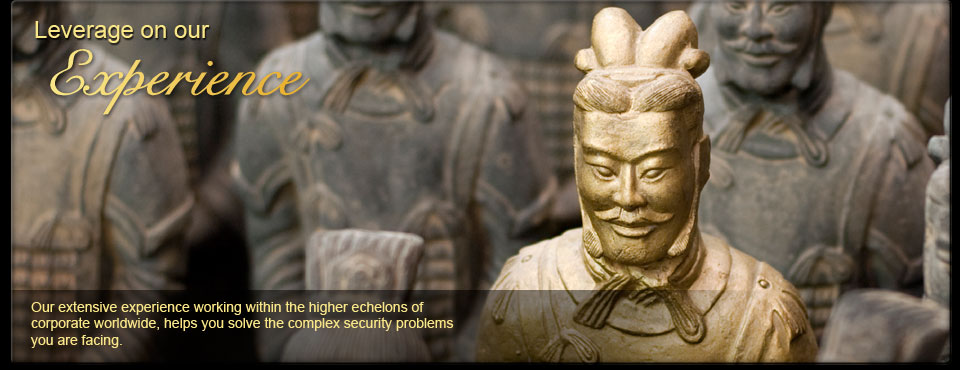 Leverage on our
Experience
Our extensive experience working within the higher echelons of
corporate worldwide, helps you solve the complex security problems
you are facing.